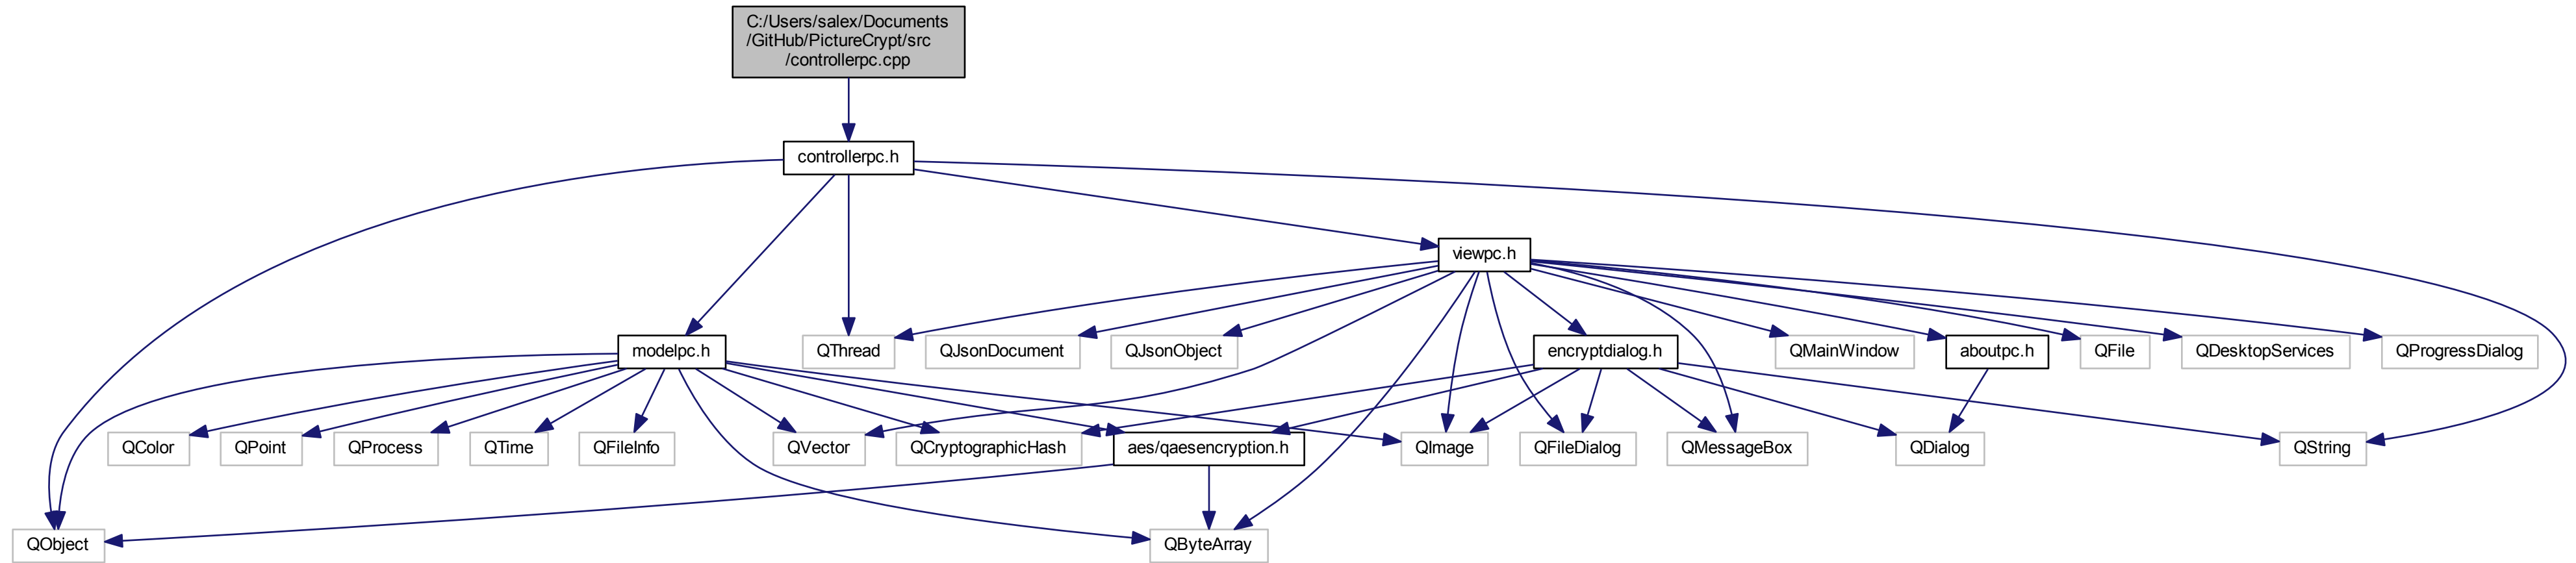 C:/Users/salex/Documents
/GitHub/PictureCrypt/src
/controllerpc.cpp
controllerpc.h
viewpc.h
modelpc.h
QThread
QJsonDocument
QJsonObject
encryptdialog.h
QMainWindow
aboutpc.h
QFile
QDesktopServices
QProgressDialog
QColor
QPoint
QProcess
QTime
QFileInfo
QVector
QCryptographicHash
aes/qaesencryption.h
QImage
QFileDialog
QMessageBox
QDialog
QString
QObject
QByteArray